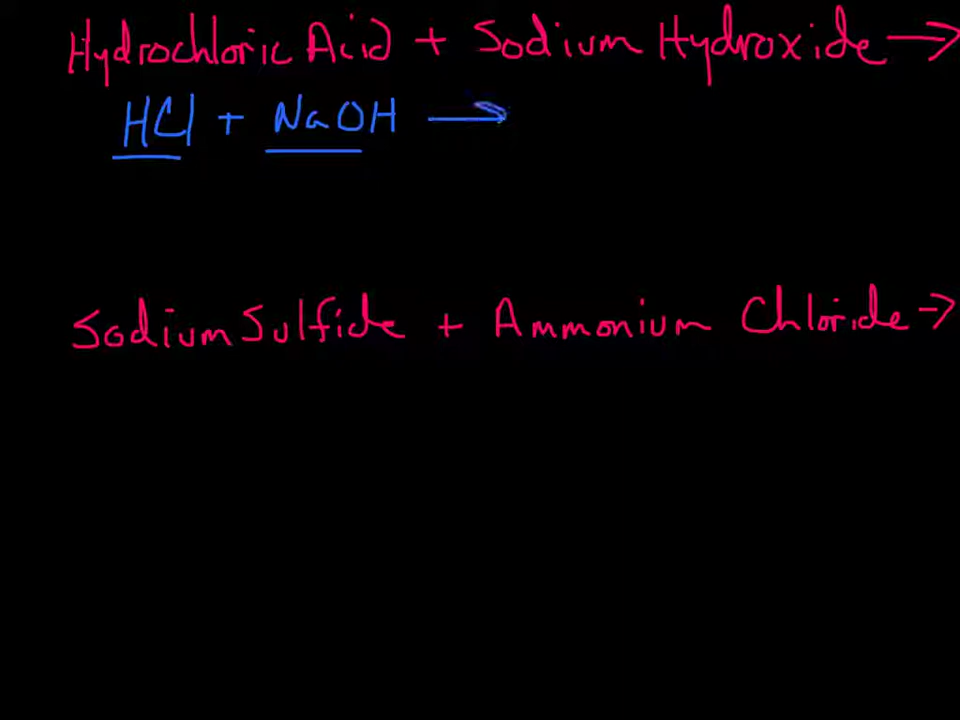 Hydrochloric Acid + Sodium Hydroxide →
HCl + NaOH →
Sodium Sulfide + Ammonium Chloride →